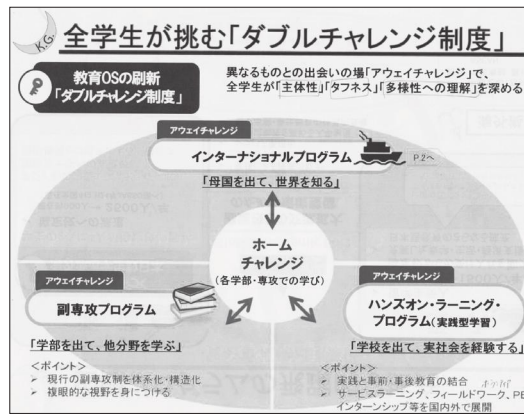 K.G.
全学生が挑む「ダブルチャレンジ制度」
教育OSの刷新
「ダブルチャレンジ制度」
異なるものとの出会いの場「アウェイチャレンジ」で、
全学生が「主体性」「タフネス」「多様性への理解」を深める
アウェイチャレンジ
インターナショナルプログラム
P.2へ
「母国を出て、世界を知る」
ホーム
チャレンジ
(各学部・専攻での学び)
アウェイチャレンジ
副専攻プログラム
「学部を出て、他分野を学ぶ」
<ポイント>
➢ 現行の副専攻制を体系化・構造化
➢ 複眼的な視野を身につける
アウェイチャレンジ
ハンズオン・ラーニング・
プログラム(実践型学習)
「学校を出て、実社会を経験する」
<ポイント>
➢ 実践と事前・事後教育の結合
➢ サービスラーニング、フィールドワーク、PB
インターンシップ等を国内外で展開